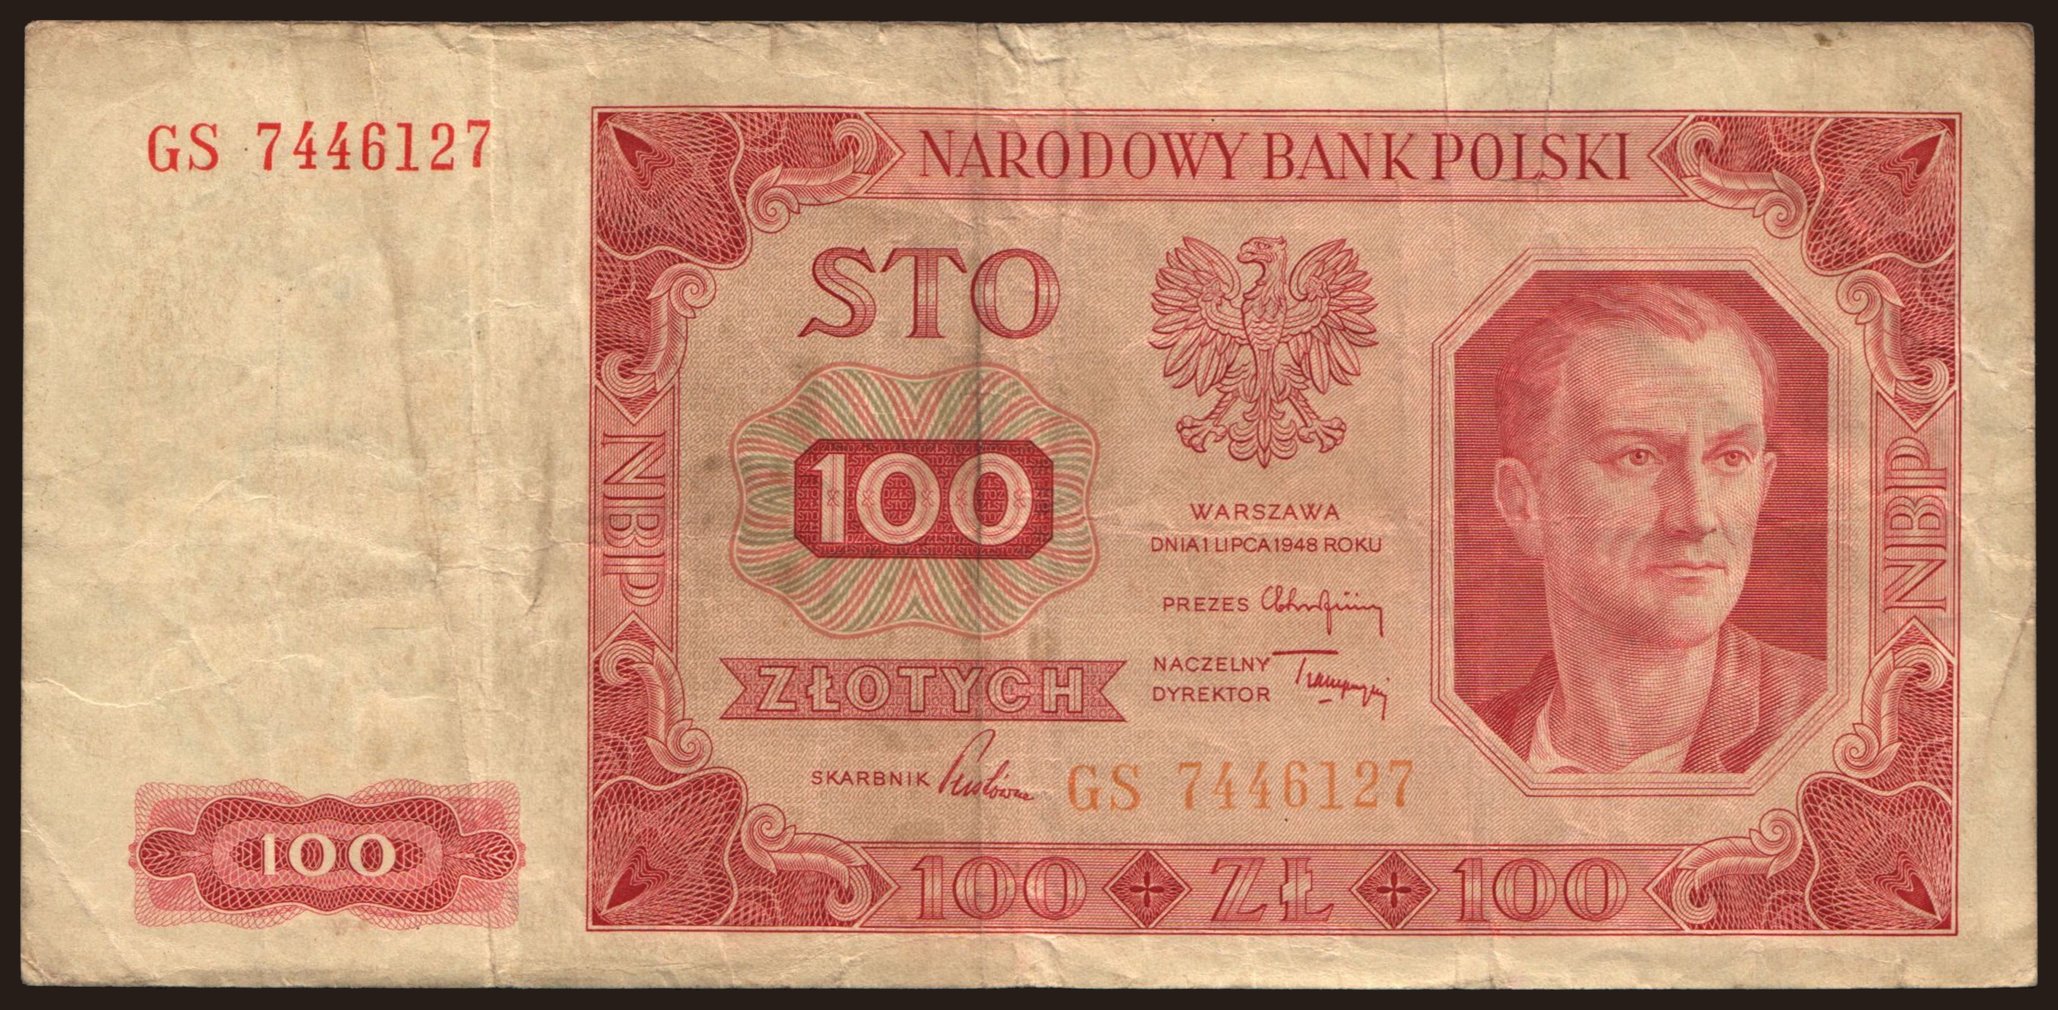 GS 7446127
NARODOWY BANK POLSKI
STO
100
ZŁOTYCH
WARSZAWA
DNIA 1 LIPCA 1948 ROKU
PREZES
NACZELNY
DYREKTOR
SKARBNIK
GS 7446127
NBP
NBP
100
100 ZŁ 100